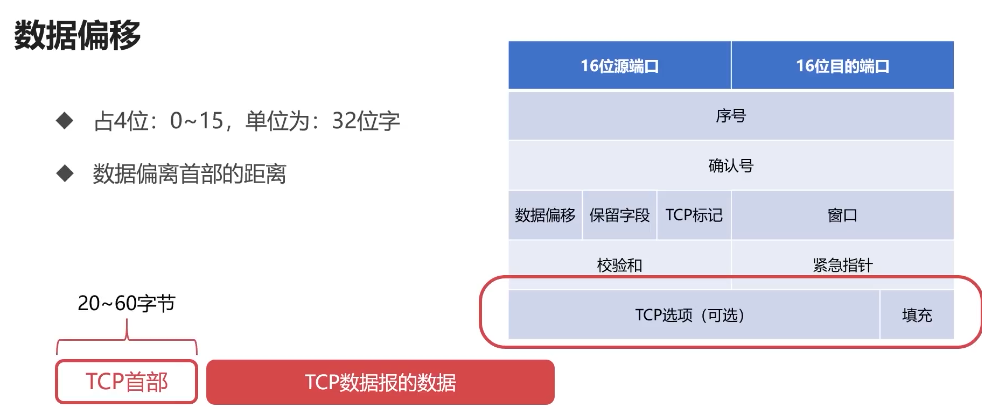 数据偏移
◆ 占4位：0~15，单位为：32位字
◆ 数据偏离首部的距离
20~60字节
TCP首部
TCP数据报的数据
16位源端口 16位目的端口
序号
确认号
数据偏移 保留字段 TCP标记 窗口
校验和 紧急指针
TCP选项（可选） 填充